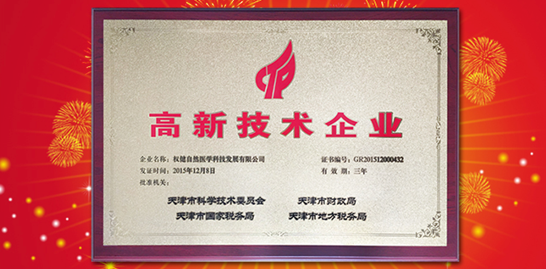 高新技术企业
企业名称：权健自然医学科技发展有限公司 证书编号：GR201512000432
发证时间：2015年12月8日 有 效 期：三年
批准机关：
天津市科学技术委员会 天津市财政局
天津市国家税务局 天津市地方税务局